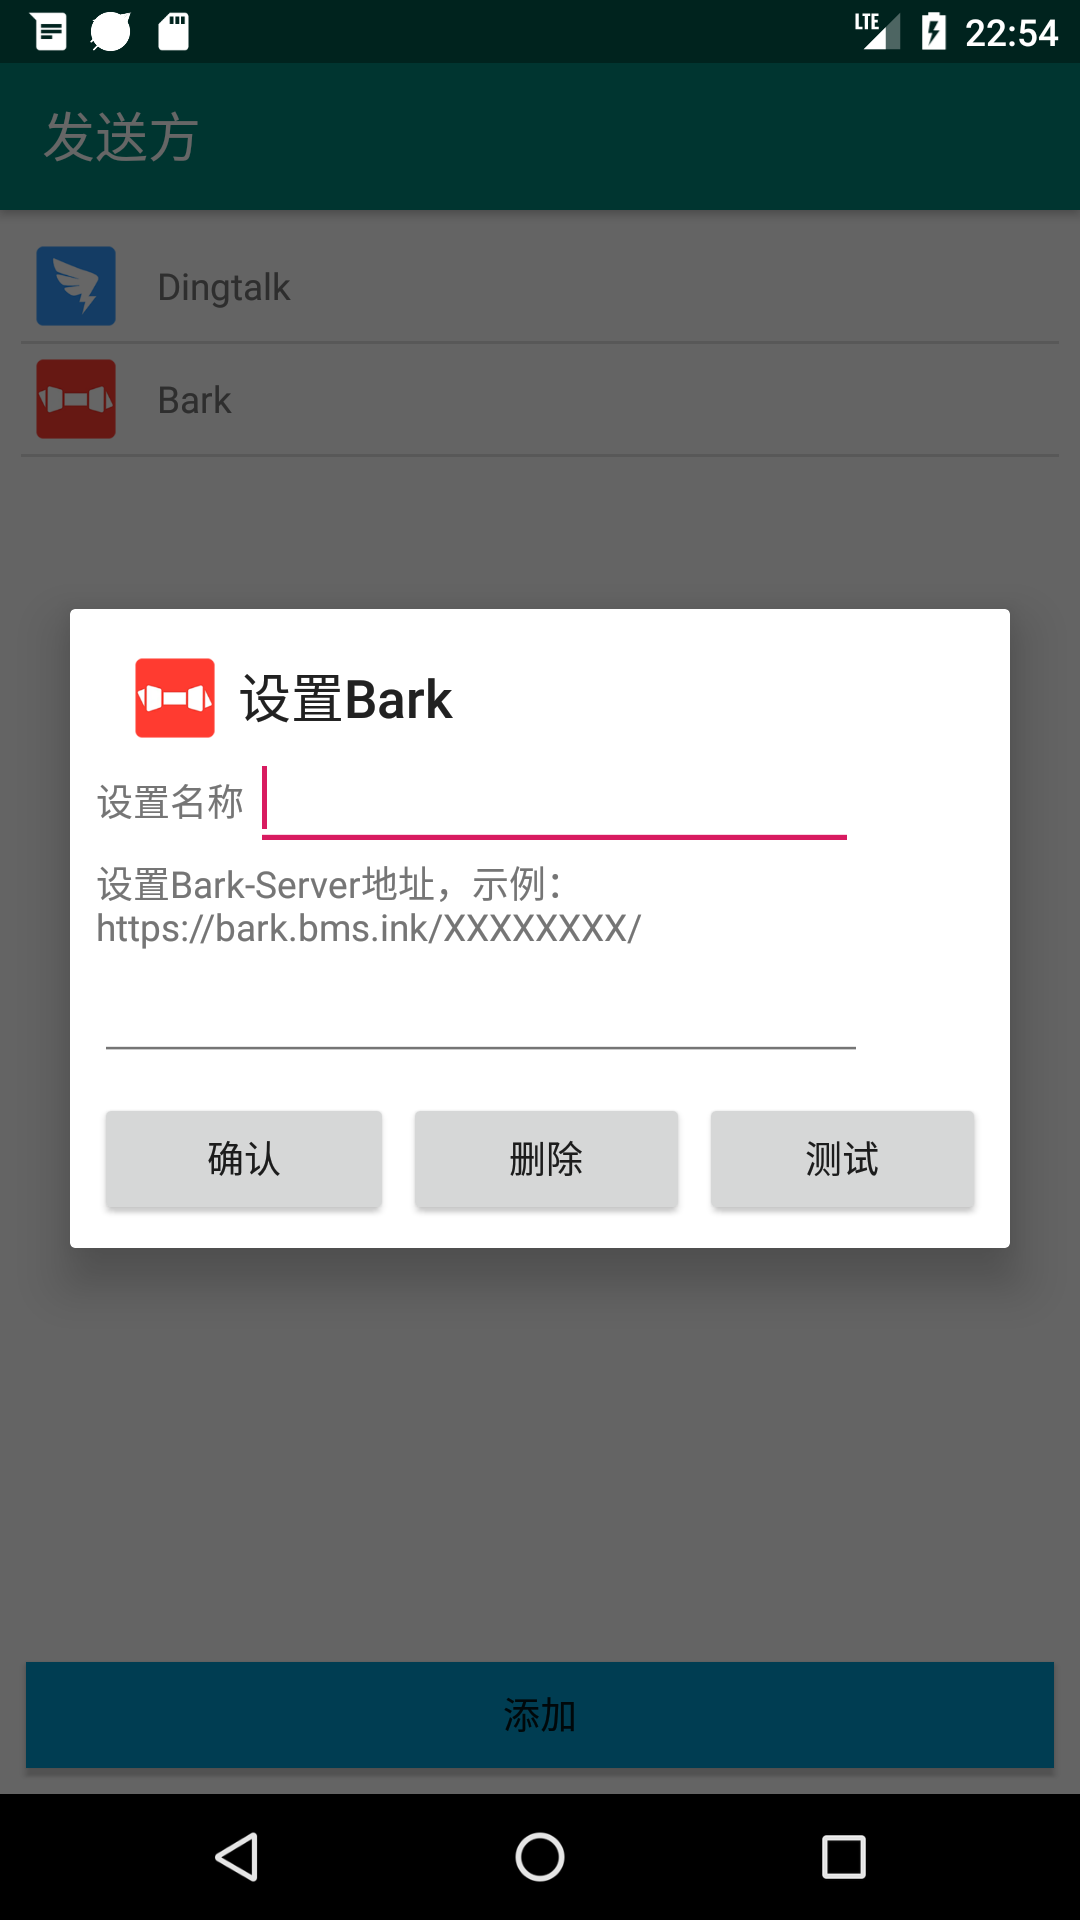 LTE 22:54
发送方
Dingtalk
Bark
设置Bark
设置名称
设置Bark-Server地址，示例：
https://bark.bms.ink/XXXXXXXX/
确认 删除 测试
添加